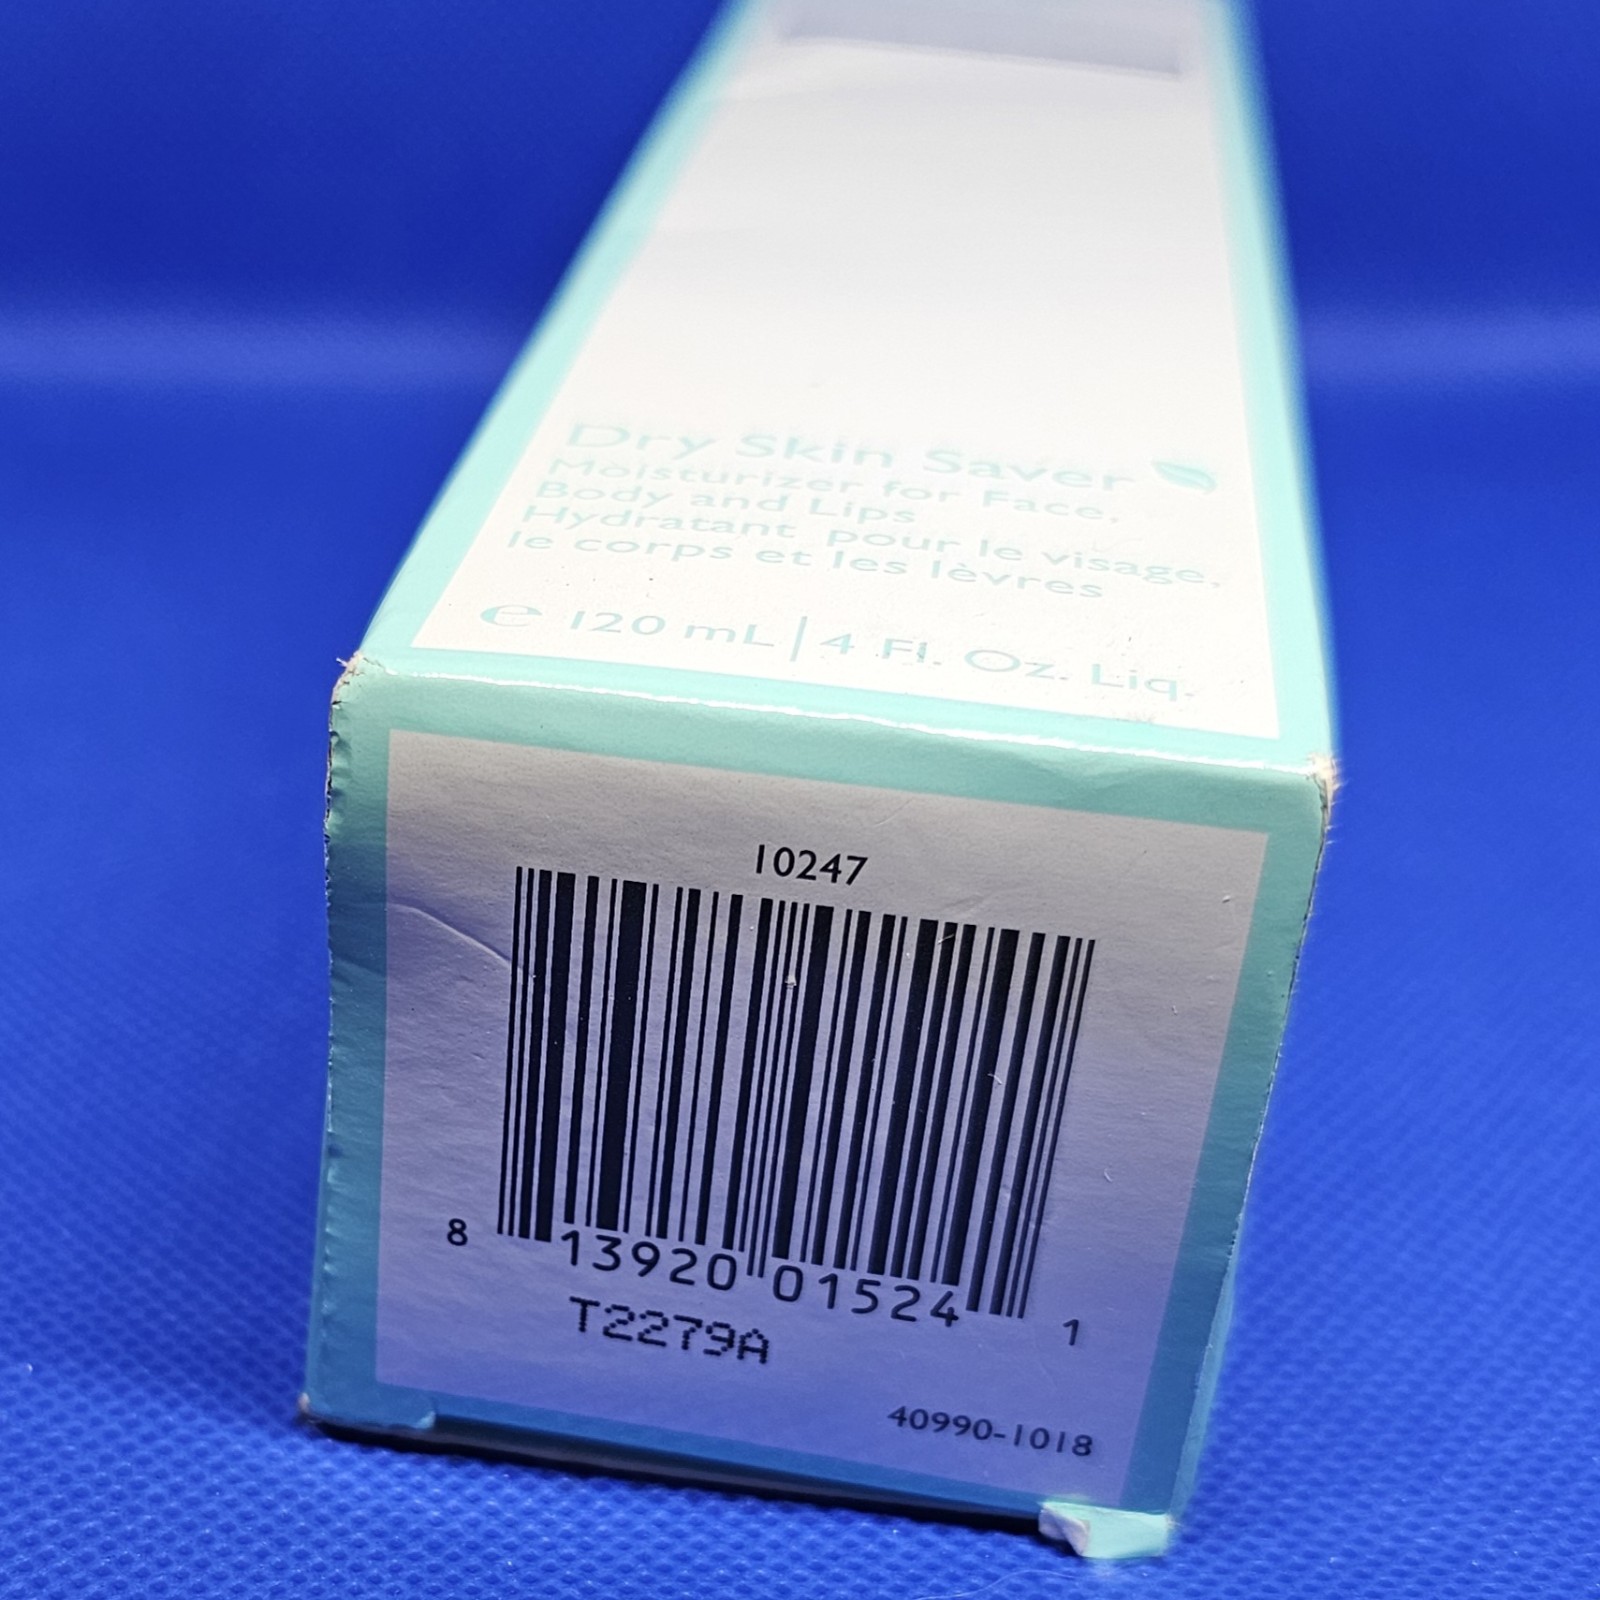 Dry Skin Saver
Moisturizer for Face,
Body and Lips
Hydratant pour le visage,
le corps et les lèvres
℮ 120 mL | 4 Fl. Oz. Liq.
10247
8 13920 01524 1
T2279A
40990-1018